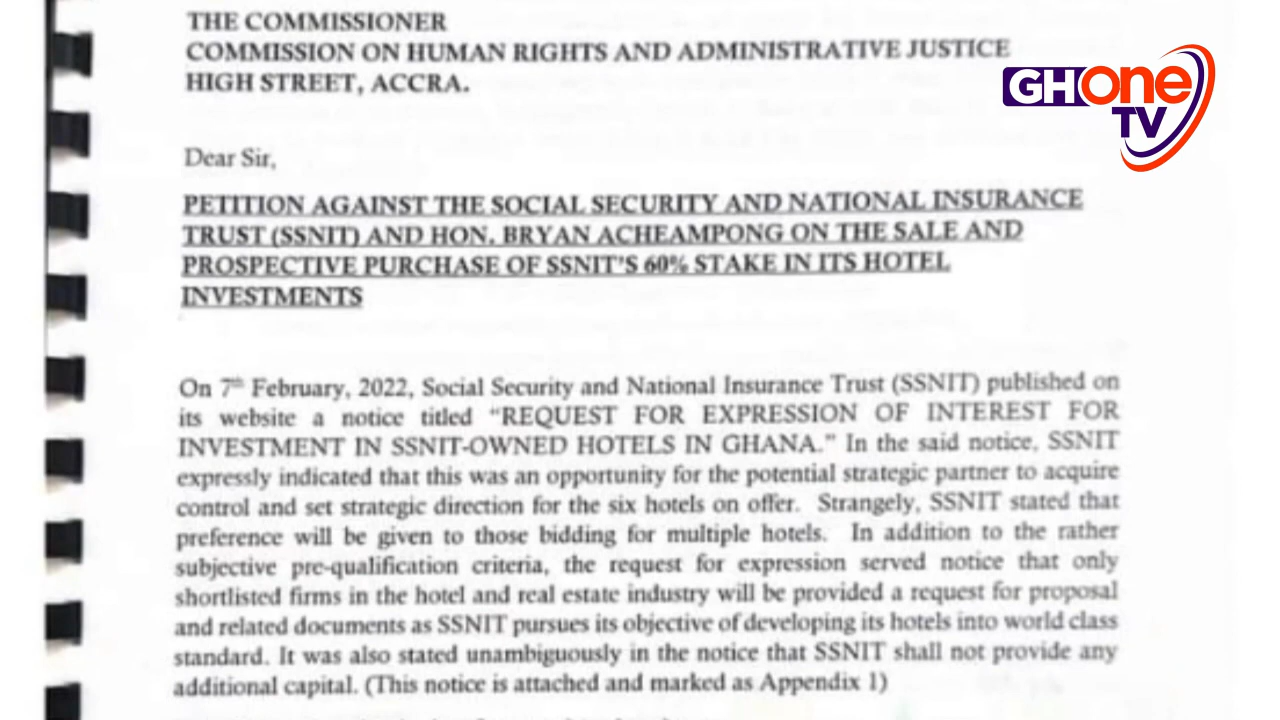 THE COMMISSIONER
COMMISSION ON HUMAN RIGHTS AND ADMINISTRATIVE JUSTICE
HIGH STREET, ACCRA.
GHOne
TV
Dear Sir,
PETITION AGAINST THE SOCIAL SECURITY AND NATIONAL INSURANCE
TRUST (SSNIT) AND HON. BRYAN ACHEAMPONG ON THE SALE AND
PROSPECTIVE PURCHASE OF SSNIT'S 60% STAKE IN ITS HOTEL
INVESTMENTS
On 7th February, 2022, Social Security and National Insurance Trust (SSNIT) published on
its website a notice titled “REQUEST FOR EXPRESSION OF INTEREST FOR
INVESTMENT IN SSNIT-OWNED HOTELS IN GHANA.” In the said notice, SSNIT
expressly indicated that this was an opportunity for the potential strategic partner to acquire
control and set strategic direction for the six hotels on offer. Strangely, SSNIT stated that
preference will be given to those bidding for multiple hotels. In addition to the rather
subjective pre-qualification criteria, the request for expression served notice that only
shortlisted firms in the hotel and real estate industry will be provided a request for proposal
and related documents as SSNIT pursues its objective of developing its hotels into world class
standard. It was also stated unambiguously in the notice that SSNIT shall not provide any
additional capital. (This notice is attached and marked as Appendix 1)